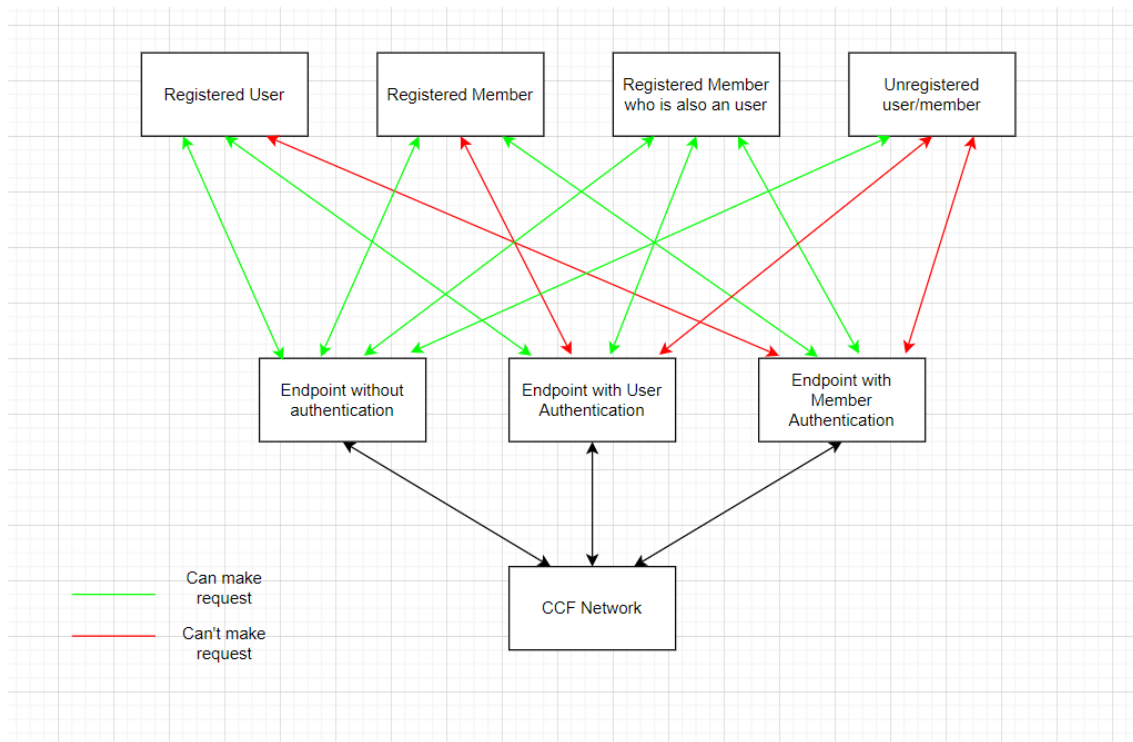 Registered User
Registered Member
Registered Member
who is also an user
Unregistered
user/member
Endpoint without
authentication
Endpoint with User
Authentication
Endpoint with
Member
Authentication
CCF Network
Can make
request
Can't make
request